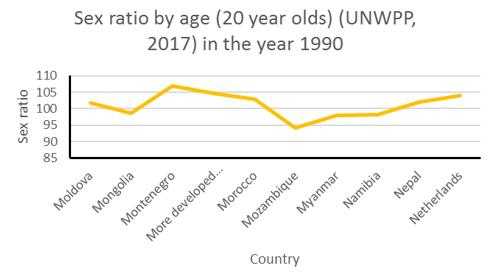 Sex ratio by age (20 year olds) (UNWPP,
2017) in the year 1990
Sex ratio
110
105
100
95
90
85
Moldova
Mongolia
Montenegro
More developed...
Morocco
Mozambique
Myanmar
Namibia
Nepal
Netherlands
Country